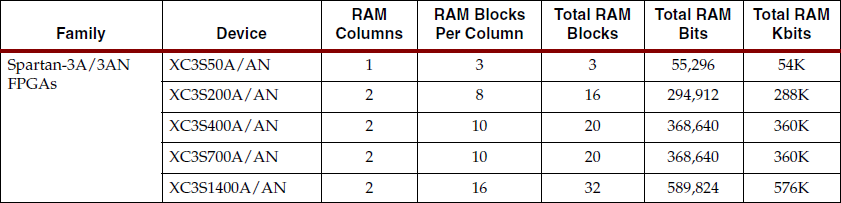 Family Device RAM Columns RAM Blocks Per Column Total RAM Blocks Total RAM Bits Total RAM Kbits
Spartan-3A/3AN FPGAs XC3S50A/AN 1 3 3 55,296 54K
XC3S200A/AN 2 8 16 294,912 288K
XC3S400A/AN 2 10 20 368,640 360K
XC3S700A/AN 2 10 20 368,640 360K
XC3S1400A/AN 2 16 32 589,824 576K